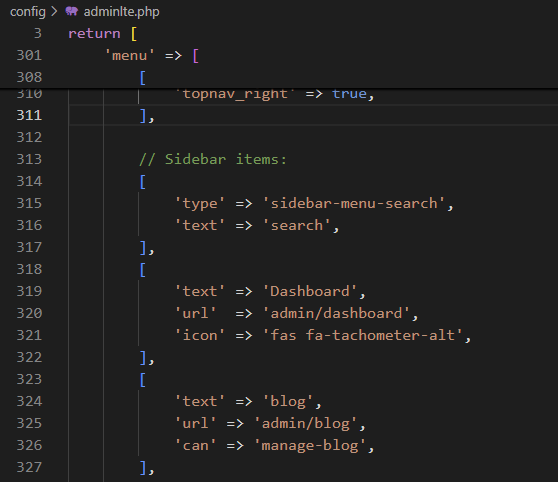 config > adminlte.php
3 return [
301 'menu' => [
308 [
310 'topnav_right' => true,
311 ],
312
313 // Sidebar items:
314 [
315 'type' => 'sidebar-menu-search',
316 'text' => 'search',
317 ],
318 [
319 'text' => 'Dashboard',
320 'url'  => 'admin/dashboard',
321 'icon' => 'fas fa-tachometer-alt',
322 ],
323 [
324 'text' => 'blog',
325 'url' => 'admin/blog',
326 'can' => 'manage-blog',
327 ],